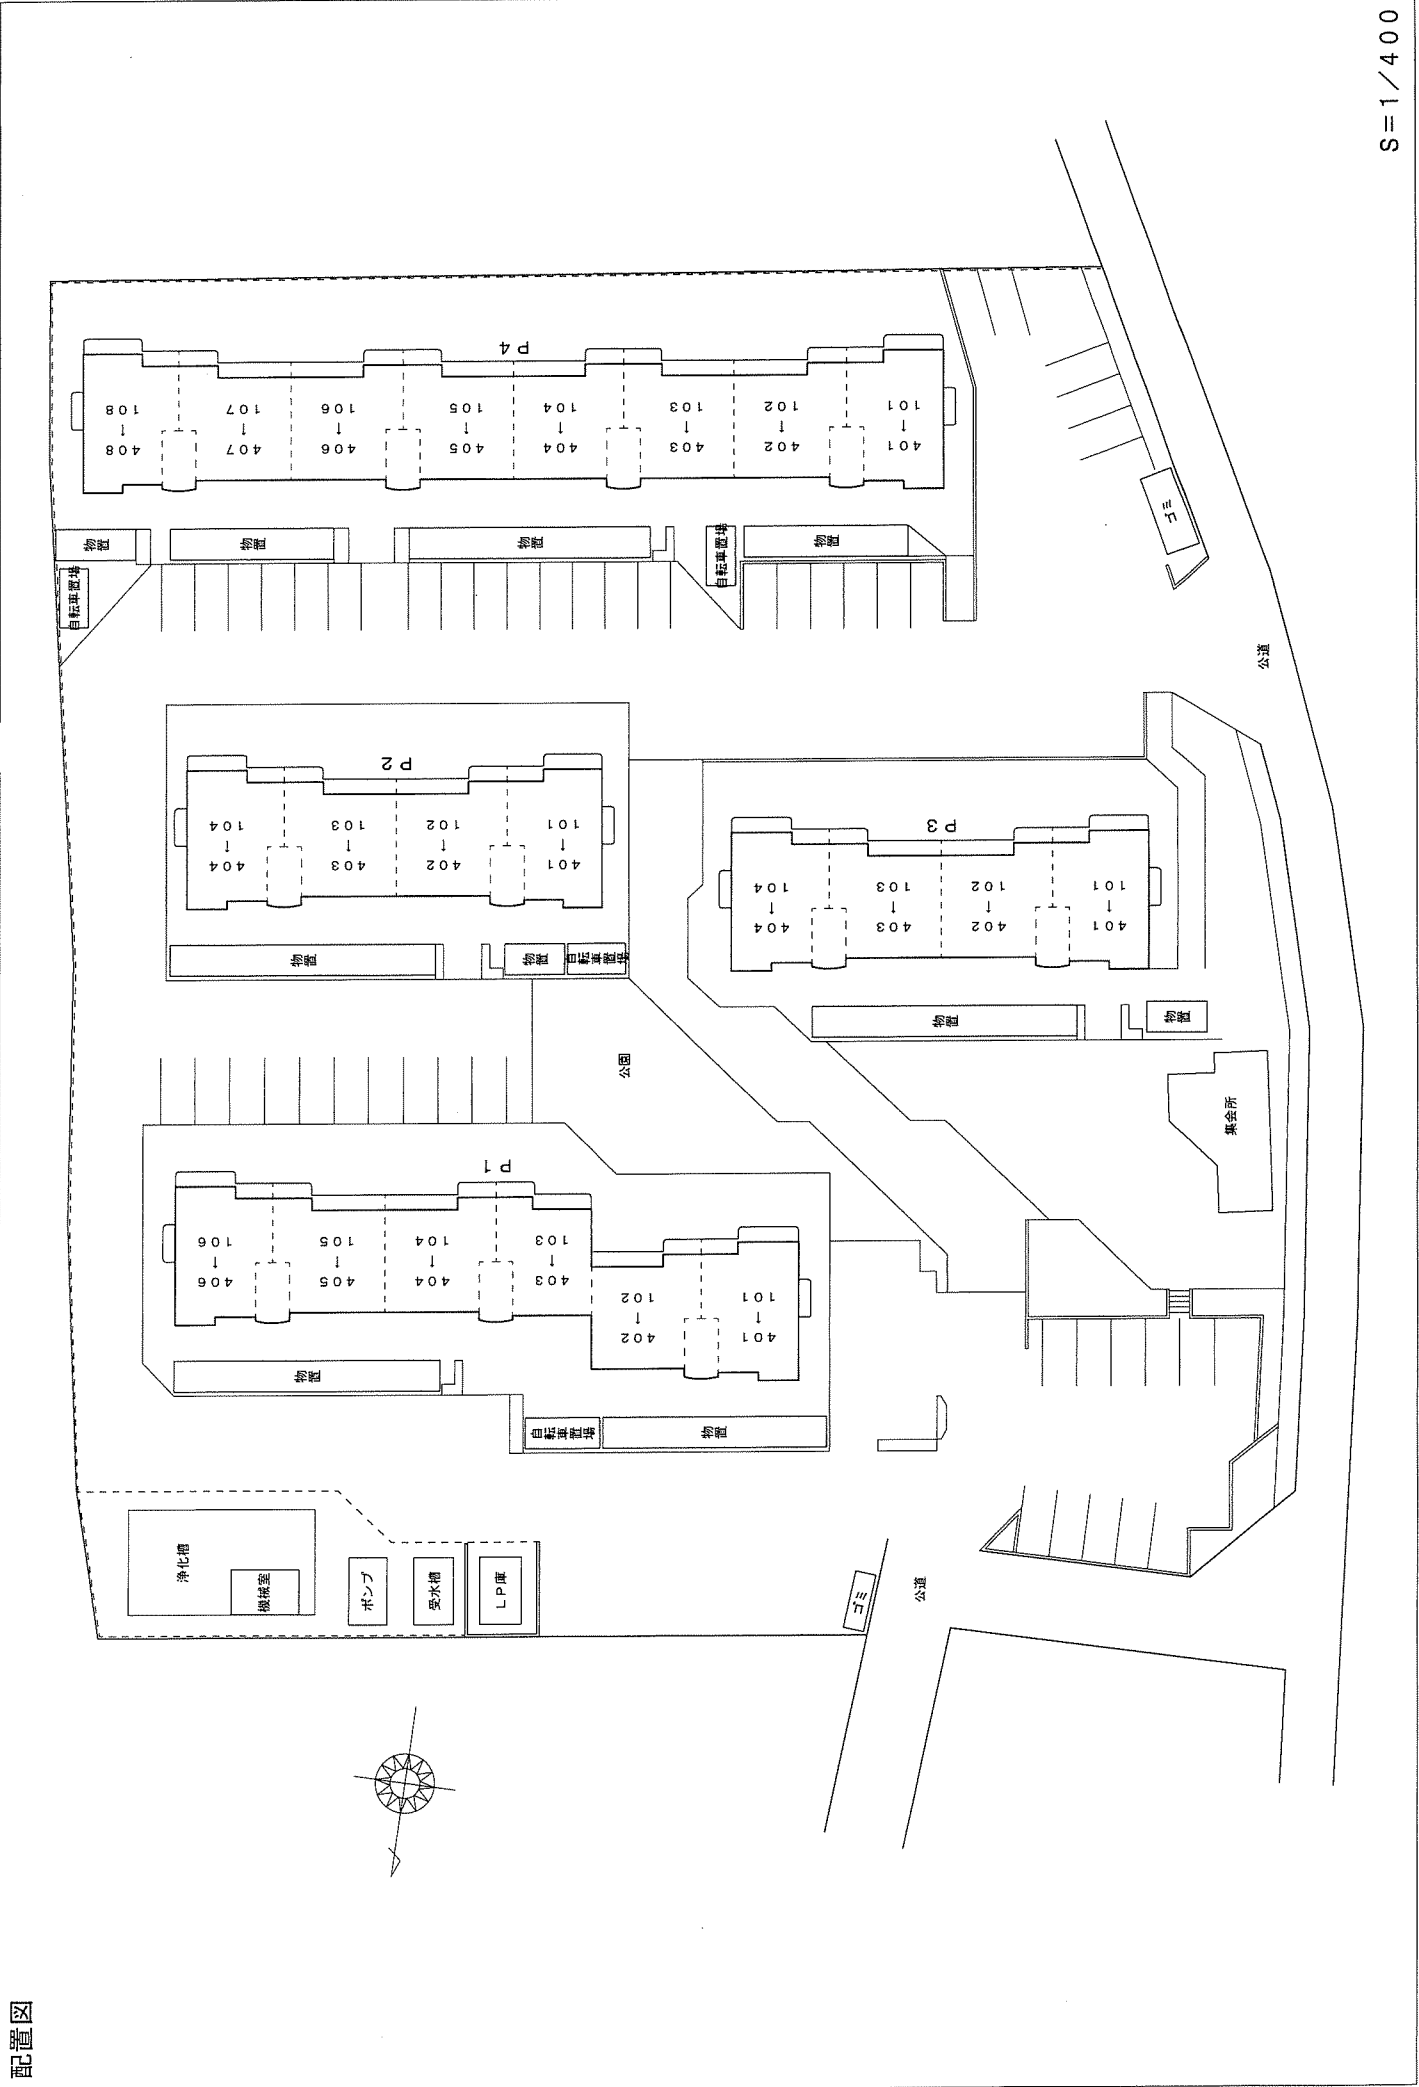 配置図
S=1/400
P4
108
↓
408
107
↓
407
106
↓
406
105
↓
405
104
↓
404
103
↓
403
102
↓
402
101
↓
401
物置
物置
物置
物置
自転車置場
自転車置場
ゴミ
公道
P2
104
↓
404
103
↓
403
102
↓
402
101
↓
401
物置
物置
自転車置場
P3
104
↓
404
103
↓
403
102
↓
402
101
↓
401
物置
物置
公園
集会所
P1
106
↓
406
105
↓
405
104
↓
404
103
↓
403
102
↓
402
101
↓
401
物置
自転車置場
物置
浄化槽
機械室
ポンプ
受水槽
LP庫
ゴミ
公道